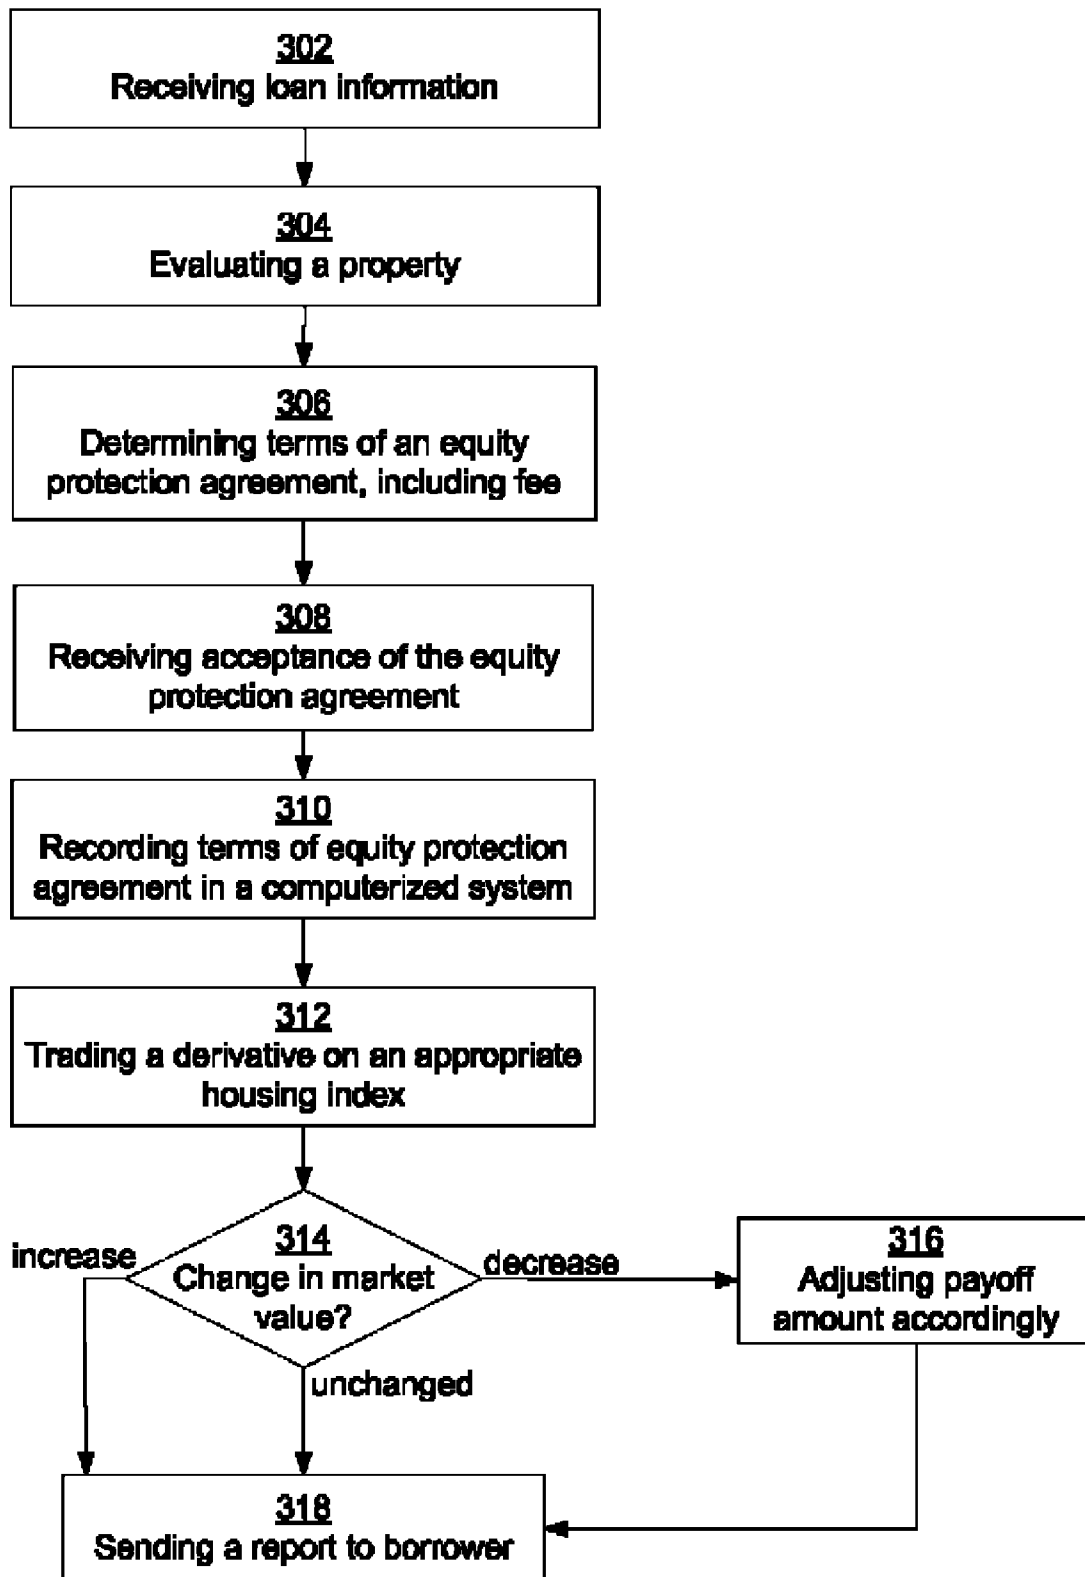 302
Receiving loan information
304
Evaluating a property
306
Determining terms of an equity
protection agreement, including fee
308
Receiving acceptance of the equity
protection agreement
310
Recording terms of equity protection
agreement in a computerized system
312
Trading a derivative on an appropriate
housing index
314
Change in market
value?
increase
decrease
unchanged
316
Adjusting payoff
amount accordingly
318
Sending a report to borrower